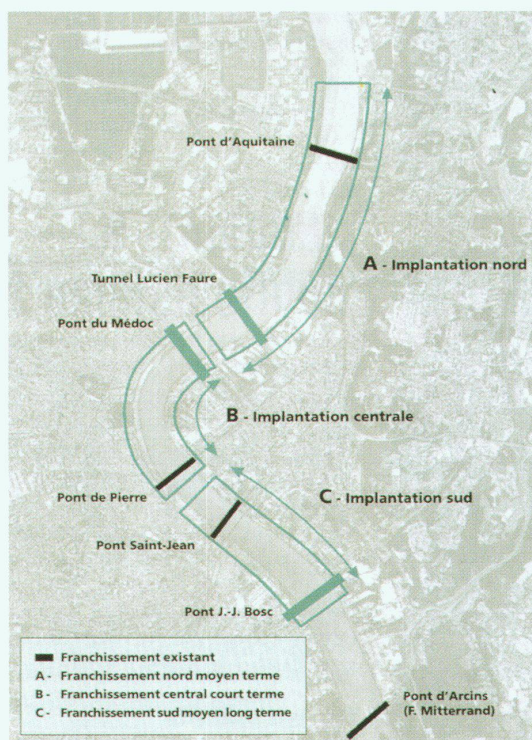 Pont d'Aquitaine
A - Implantation nord
Tunnel Lucien Faure
Pont du Médoc
B - Implantation centrale
Pont de Pierre
C - Implantation sud
Pont Saint-Jean
Pont J.-J. Bosc
Pont d'Arcins
(F. Mitterrand)
Franchissement existant
A - Franchissement nord moyen terme
B - Franchissement central court terme
C - Franchissement sud moyen long terme